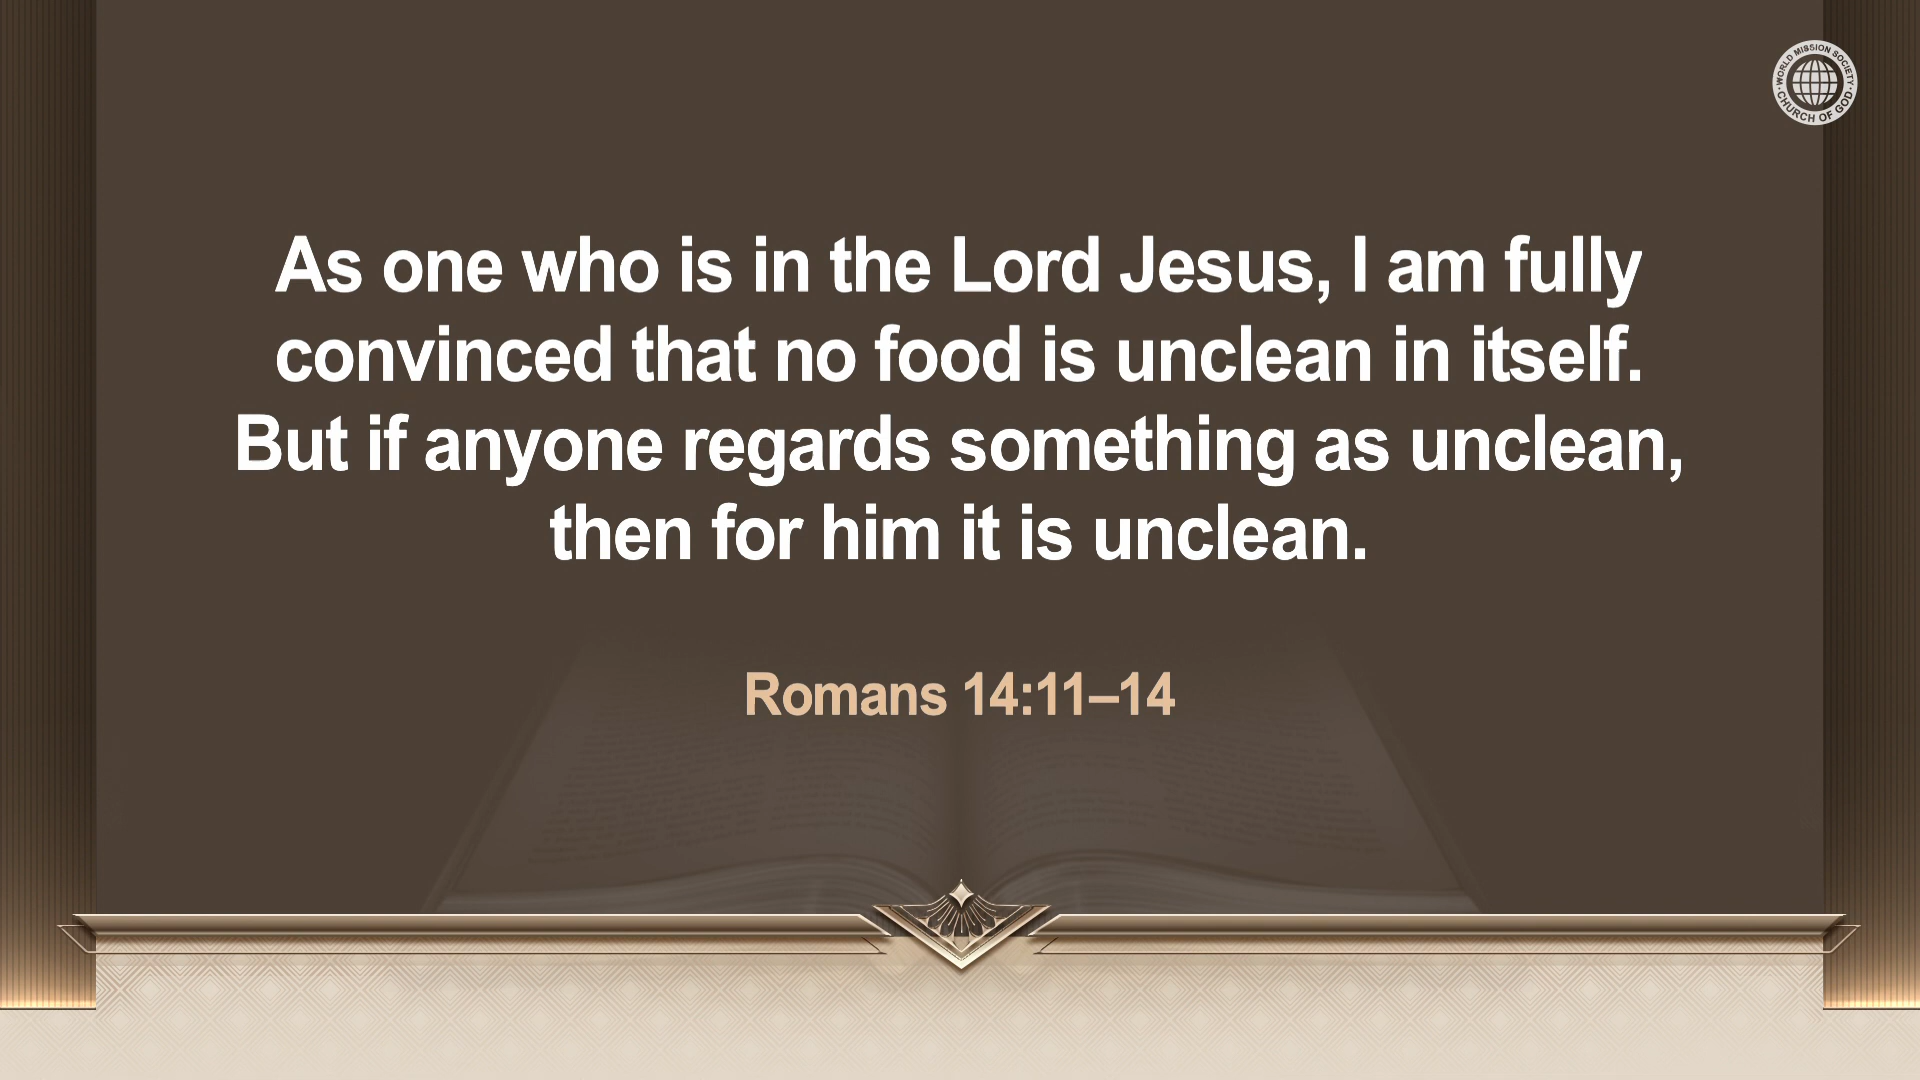 WORLD MISSION SOCIETY
CHURCH OF GOD
As one who is in the Lord Jesus, I am fully
convinced that no food is unclean in itself.
But if anyone regards something as unclean,
then for him it is unclean.
Romans 14:11–14